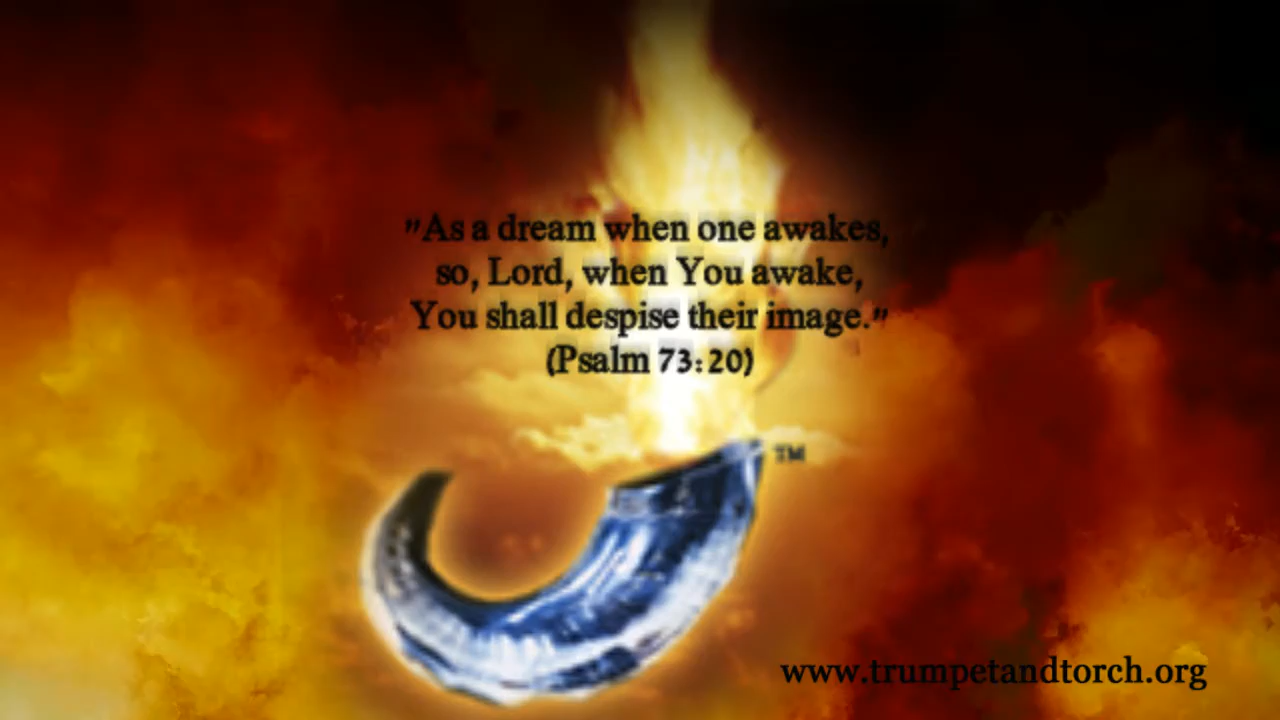 "As a dream when one awakes,
so, Lord, when You awake,
You shall despise their image."
(Psalm 73:20)
TM
www.trumpetandtorch.org